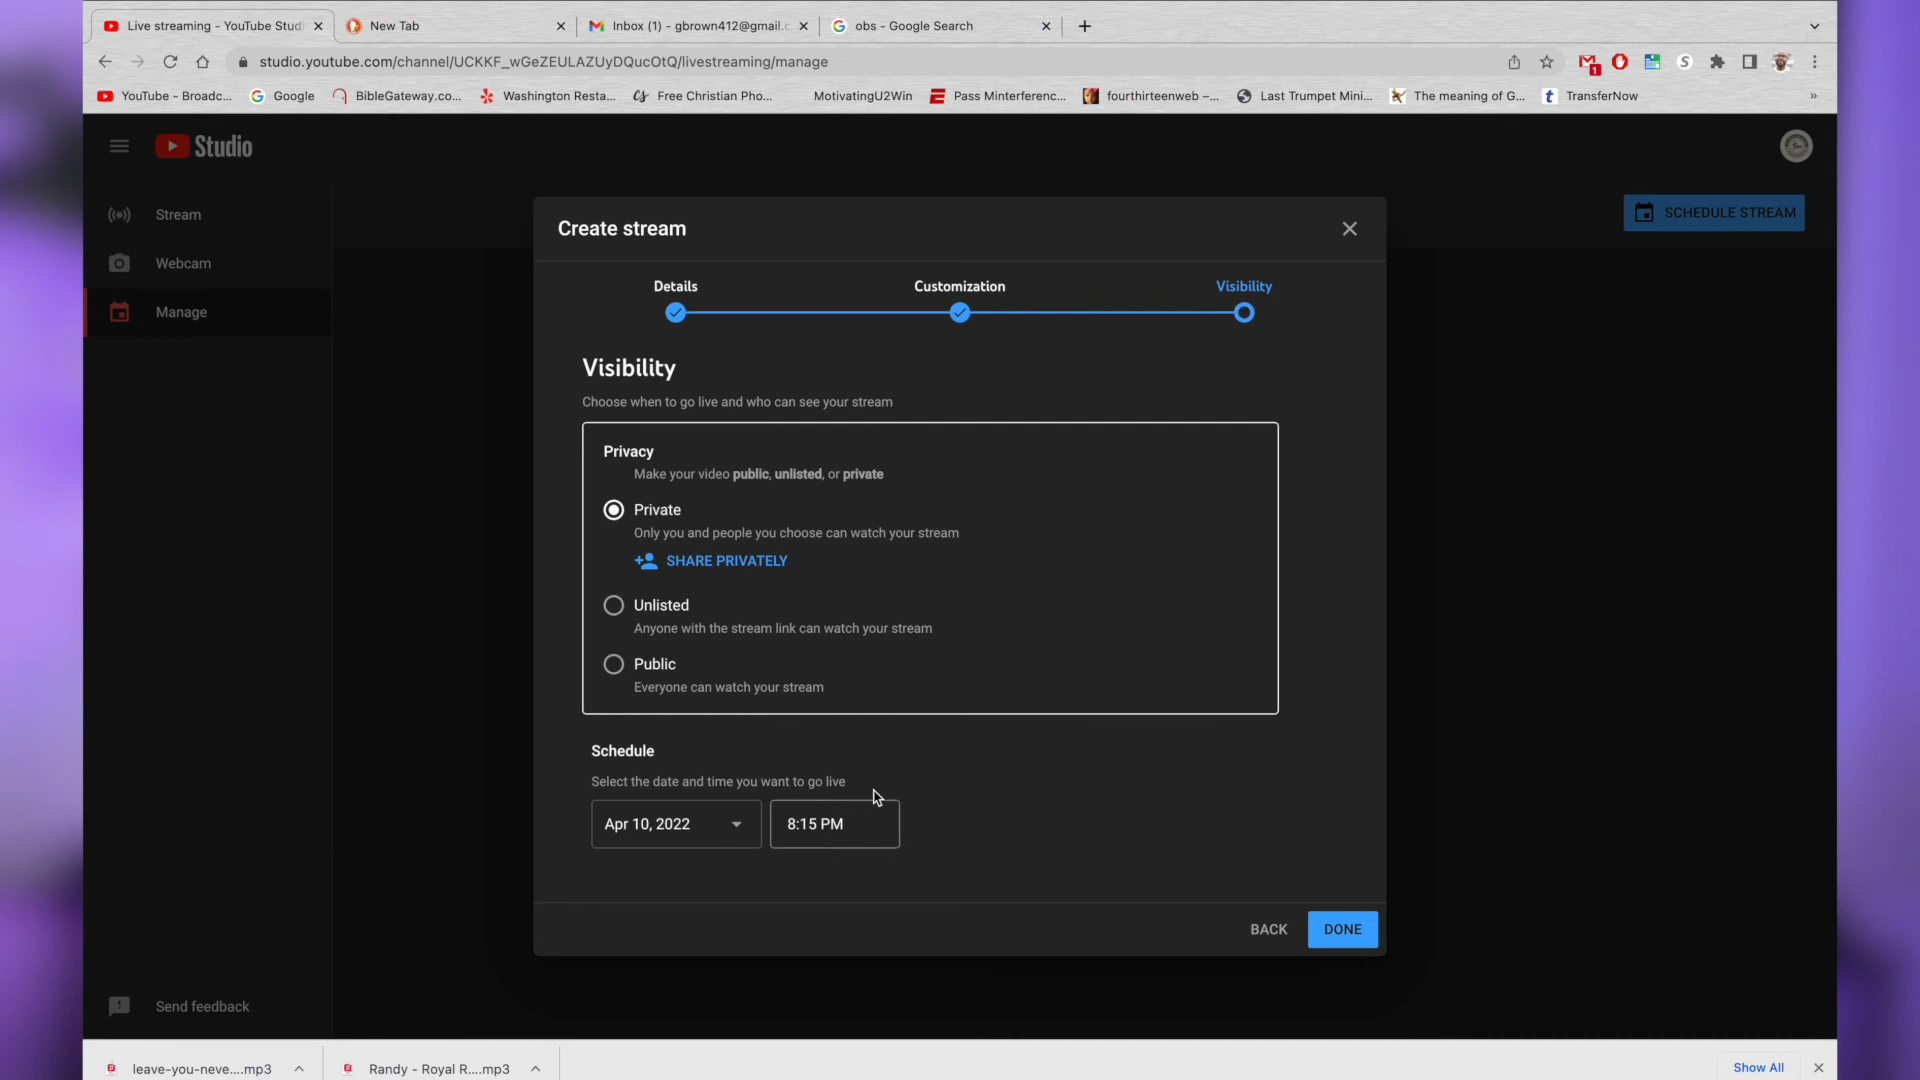 Live streaming - YouTube Studi
New Tab
Inbox (1) - gbrown412@gmail.c
obs - Google Search
studio.youtube.com/channel/UCKKF_wGeZEULAZUyDQucOtQ/livestreaming/manage
1
YouTube - Broadc...
Google
BibleGateway.co...
Washington Resta...
Free Christian Pho...
MotivatingU2Win
Pass Minterferenc...
fourthirteenweb –...
Last Trumpet Mini...
The meaning of G...
TransferNow
»
Studio
Stream
Webcam
Manage
SCHEDULE STREAM
Create stream
Details
Customization
Visibility
Visibility
Choose when to go live and who can see your stream
Privacy
Make your video public, unlisted, or private
Private
Only you and people you choose can watch your stream
SHARE PRIVATELY
Unlisted
Anyone with the stream link can watch your stream
Public
Everyone can watch your stream
Schedule
Select the date and time you want to go live
Apr 10, 2022
8:15 PM
BACK
DONE
Send feedback
leave-you-neve....mp3
Randy - Royal R....mp3
Show All